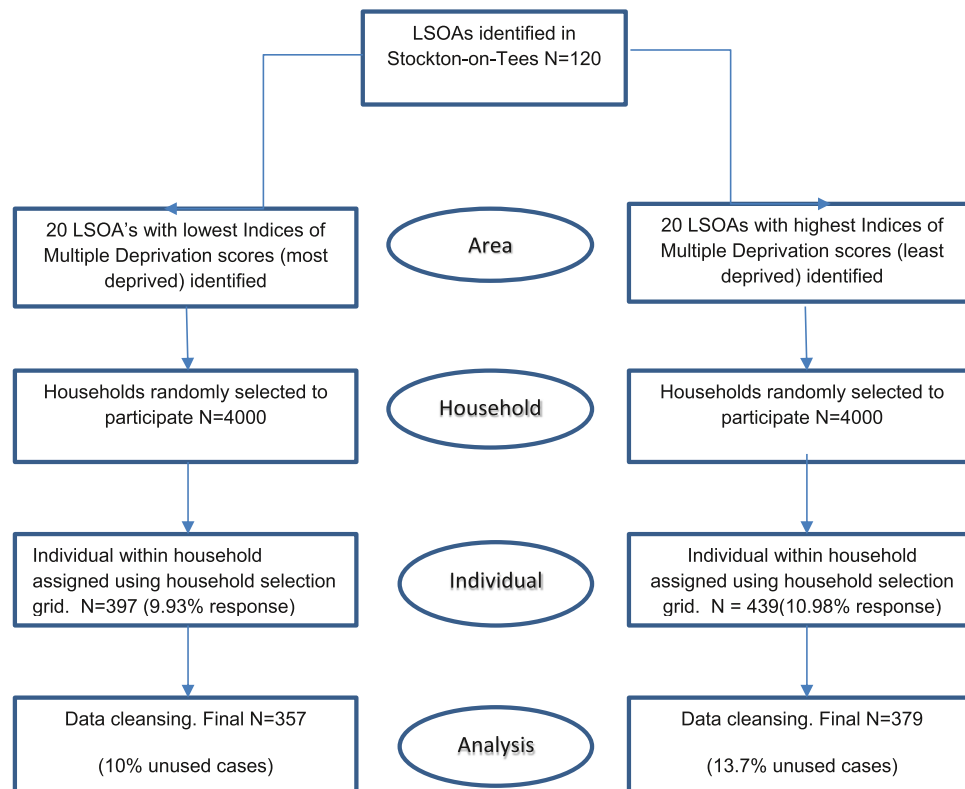 LSOAs identified in
Stockton-on-Tees N=120
20 LSOA's with lowest Indices of
Multiple Deprivation scores (most
deprived) identified
Area
20 LSOAs with highest Indices of
Multiple Deprivation scores (least
deprived) identified
Households randomly selected to
participate N=4000
Household
Households randomly selected to
participate N=4000
Individual within household
assigned using household selection
grid. N=397 (9.93% response)
Individual
Individual within household
assigned using household selection
grid. N = 439(10.98% response)
Data cleansing. Final N=357
(10% unused cases)
Analysis
Data cleansing. Final N=379
(13.7% unused cases)